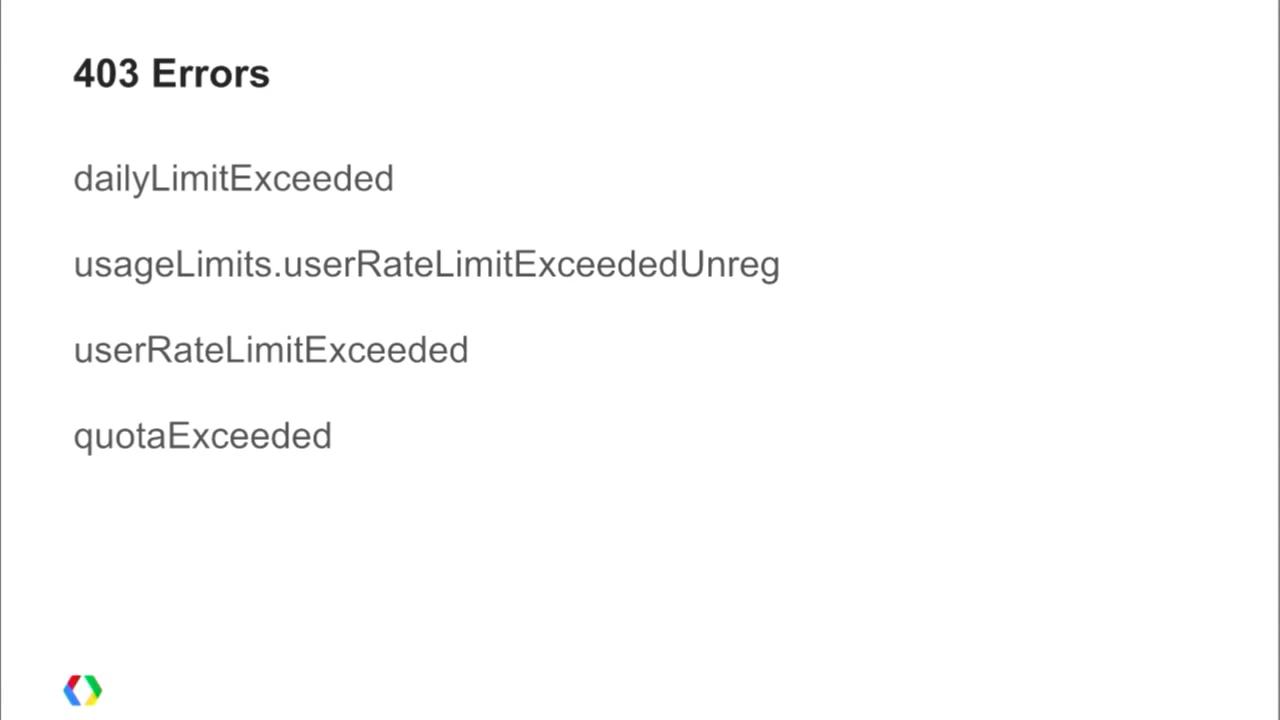 403 Errors
dailyLimitExceeded
usageLimits.userRateLimitExceededUnreg
userRateLimitExceeded
quotaExceeded